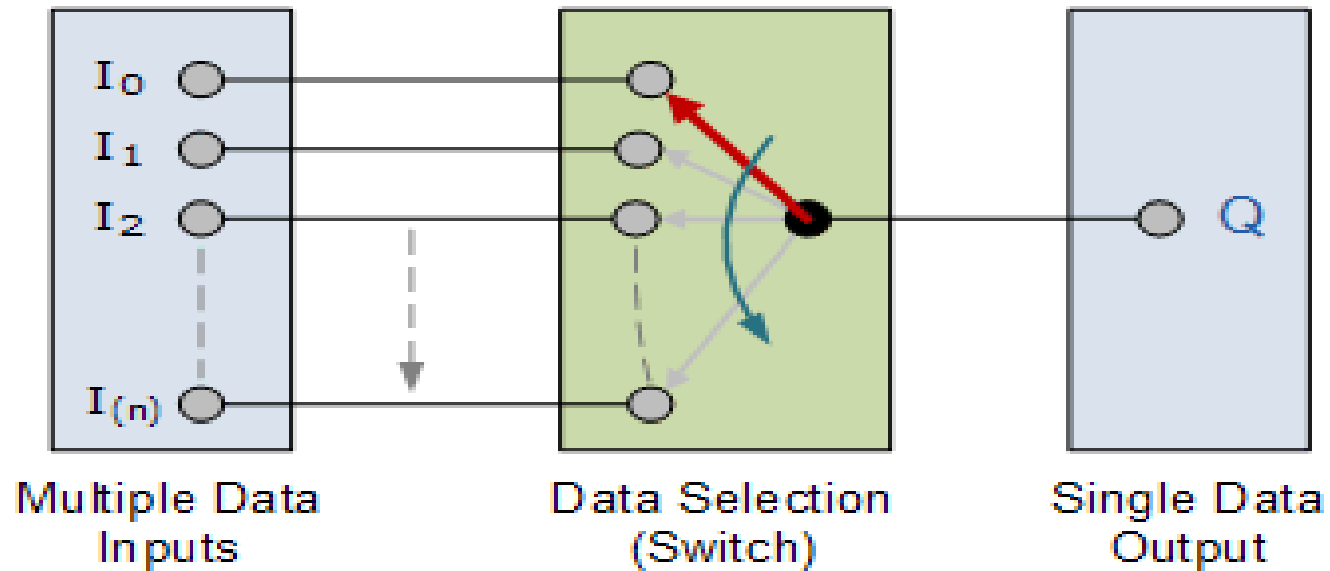 I0
I1
I2
I(n)
Q
Multiple Data
Inputs
Data Selection
(Switch)
Single Data
Output